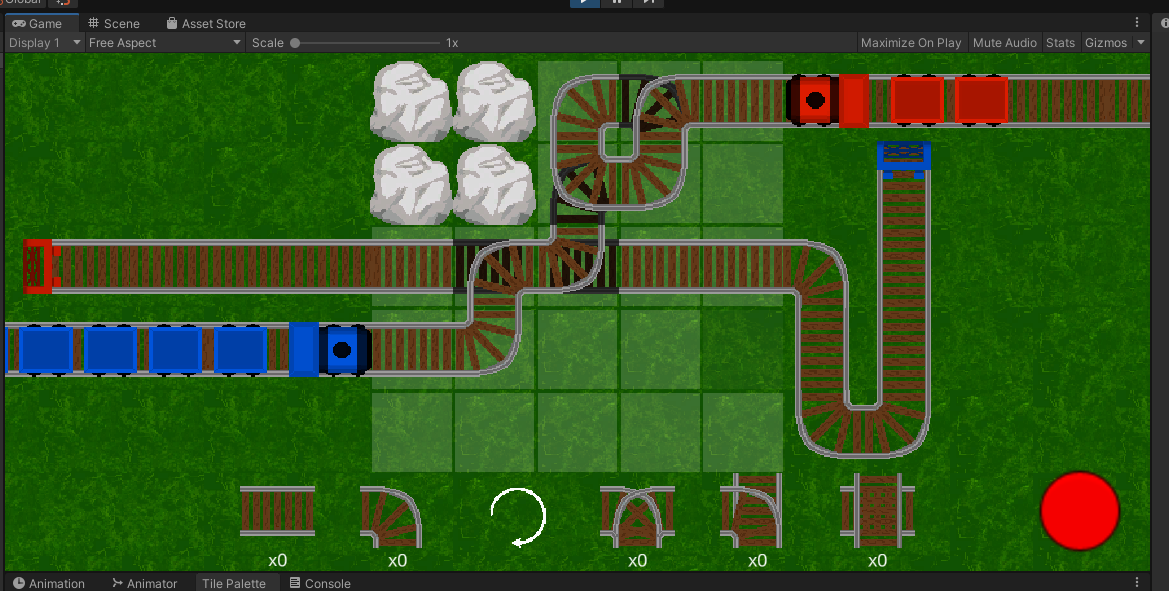 Global
Game Scene Asset Store
Display 1 Free Aspect Scale 1x Maximize On Play Mute Audio Stats Gizmos
x0 x0 x0 x0 x0
Animation Animator Tile Palette Console